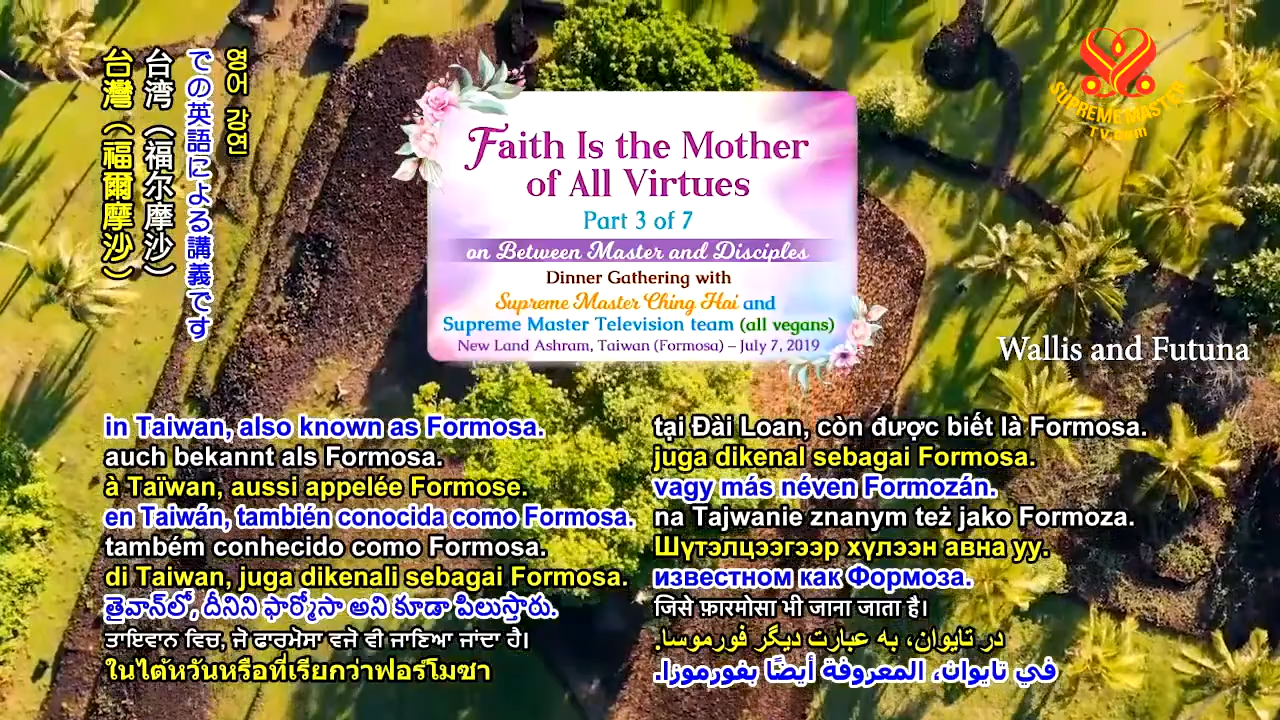 영어 강연
での英語による講義です
台湾（福尔摩沙）
台灣（福爾摩沙）
SUPREME MASTER
TV.com
Faith Is the Mother
of All Virtues
Part 3 of 7
on Between Master and Disciples
Dinner Gathering with
Supreme Master Ching Hai and
Supreme Master Television team (all vegans)
New Land Ashram, Taiwan (Formosa) – July 7, 2019
Wallis and Futuna
in Taiwan, also known as Formosa.
auch bekannt als Formosa.
à Taïwan, aussi appelée Formose.
en Taiwán, también conocida como Formosa.
também conhecido como Formosa.
di Taiwan, juga dikenali sebagai Formosa.
తైవాన్‌లో, దీనిని ఫార్మోసా అని కూడా పిలుస్తారు.
ਤਾਇਵਾਨ ਵਿਚ, ਜੋ ਫਾਰਮੋਸਾ ਵਜੋ ਵੀ ਜਾਣਿਆ ਜਾਂਦਾ ਹੈ।
ในไต้หวันหรือที่เรียกว่าฟอร์โมซา
tại Đài Loan, còn được biết là Formosa.
juga dikenal sebagai Formosa.
vagy más néven Formozán.
na Tajwanie znanym też jako Formoza.
Шүтэлцээгээр хүлээн авна уу.
известном как Формоза.
जिसे फ़ारमोसा भी जाना जाता है।
در تایوان، به عبارت دیگر فورموسا.
في تايوان، المعروفة أيضًا بفورموزا.